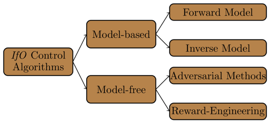 Forward Model
Model-based
Inverse Model
IfO Control
Algorithms
Adversarial Methods
Model-free
Reward-Engineering